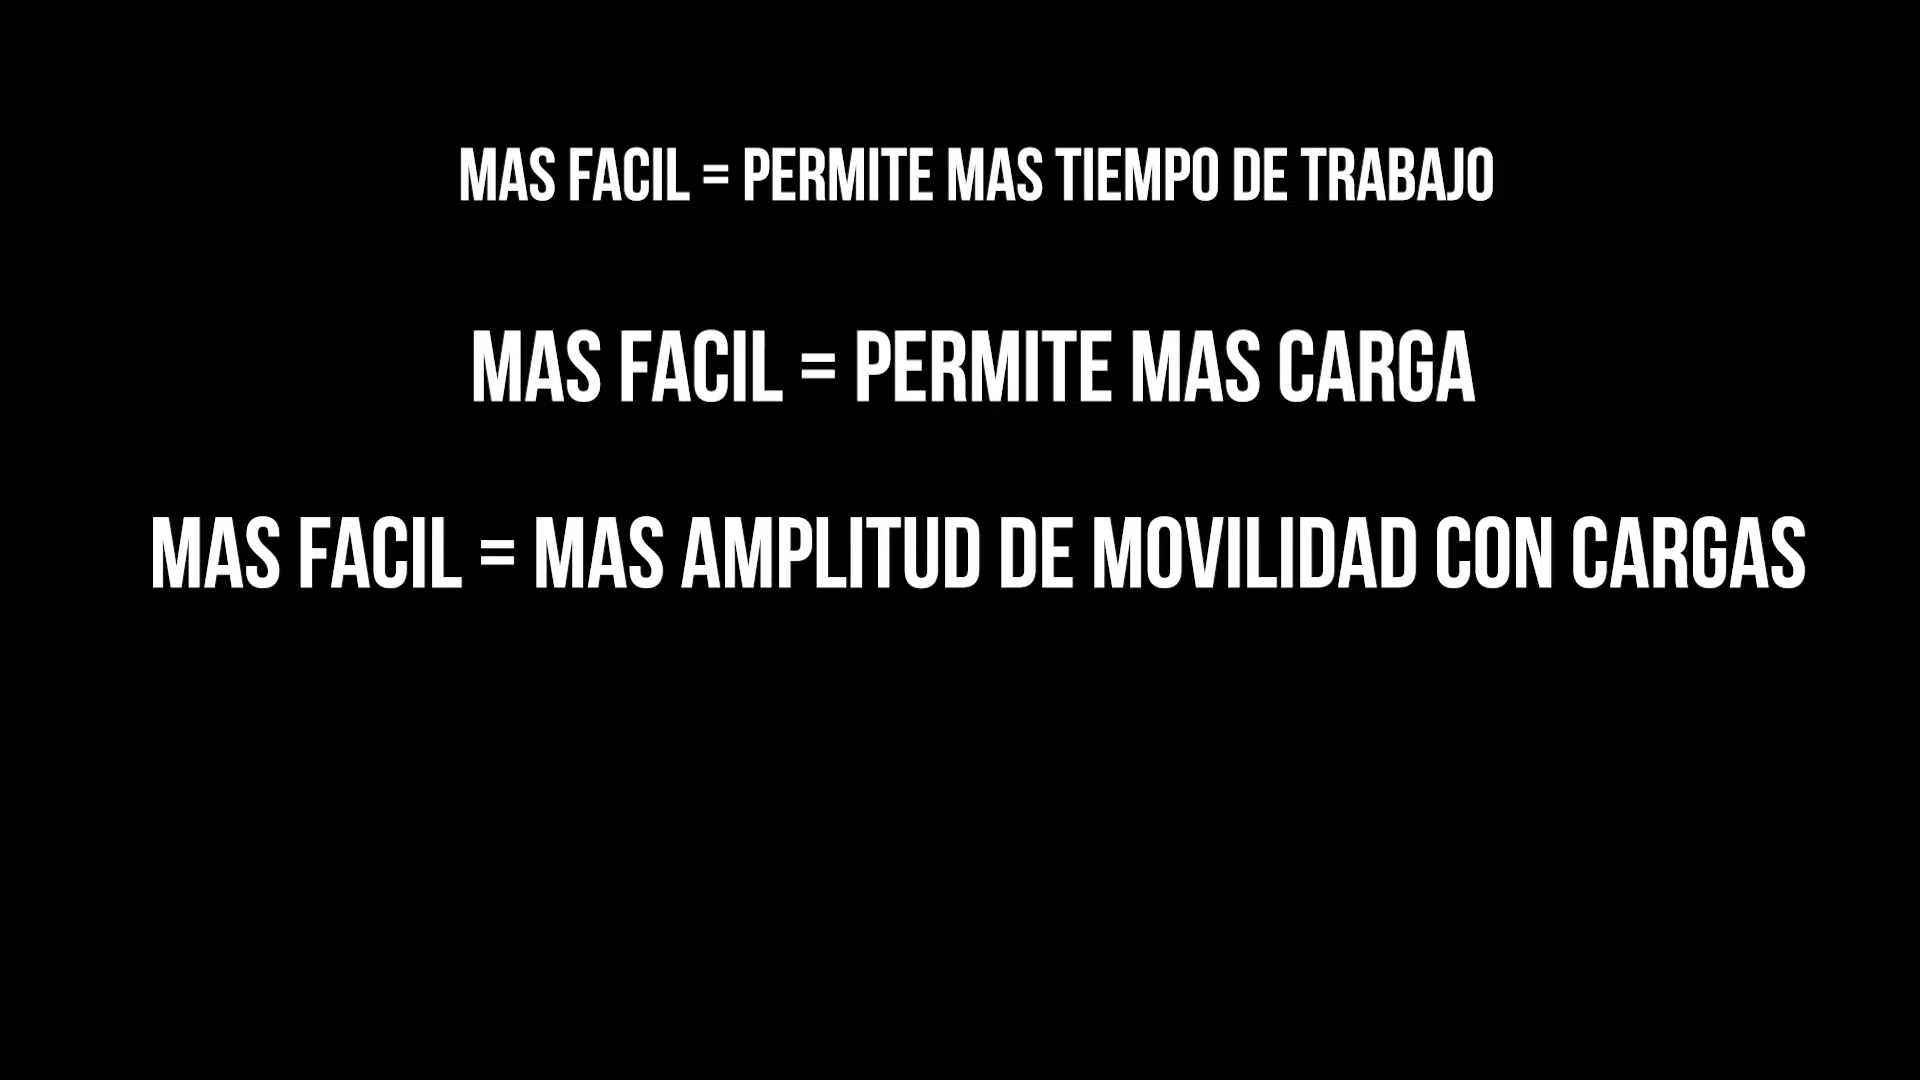 MAS FACIL = PERMITE MAS TIEMPO DE TRABAJO
MAS FACIL = PERMITE MAS CARGA
MAS FACIL = MAS AMPLITUD DE MOVILIDAD CON CARGAS